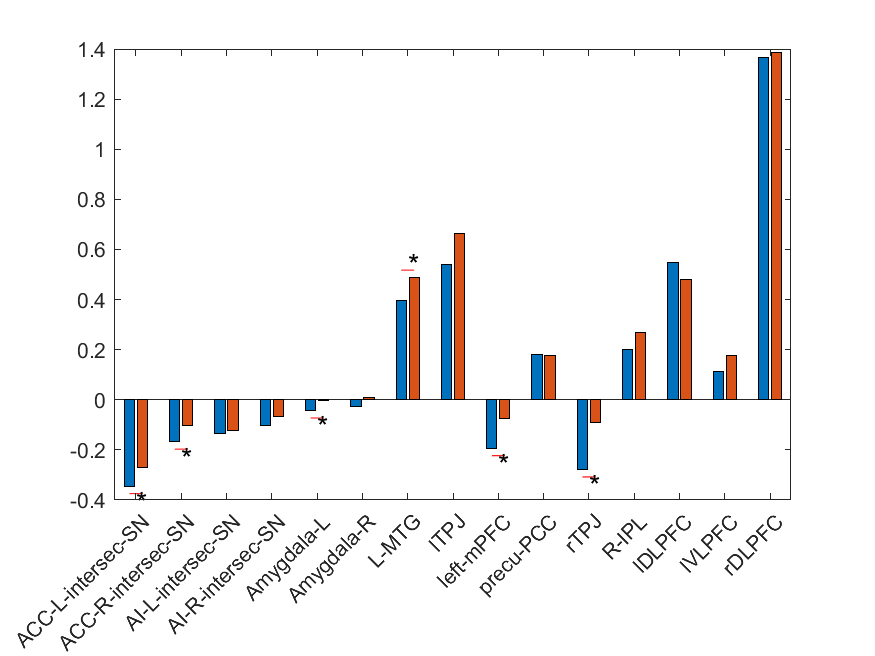 1.4
1.2
1
0.8
0.6
0.4
0.2
0
-0.2
-0.4
*
*
*
*
*
*
ACC-L-intersec-SN
ACC-R-intersec-SN
AI-L-intersec-SN
AI-R-intersec-SN
Amygdala-L
Amygdala-R
L-MTG
lTPJ
left-mPFC
precu-PCC
rTPJ
R-IPL
lDLPFC
lVLPFC
rDLPFC